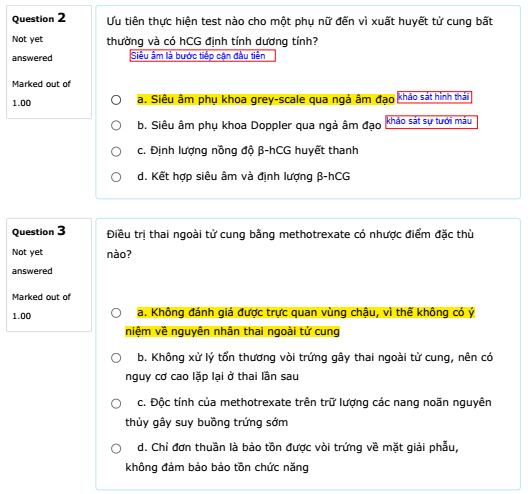 Question 2
Not yet
answered
Marked out of
1.00
Ưu tiên thực hiện test nào cho một phụ nữ đến vì xuất huyết tử cung bất
thường và có hCG định tính dương tính?
Siêu âm là bước tiếp cận đầu tiên
a. Siêu âm phụ khoa grey-scale qua ngả âm đạo khảo sát hình thái
b. Siêu âm phụ khoa Doppler qua ngả âm đạo khảo sát sự tưới máu
c. Định lượng nồng độ β-hCG huyết thanh
d. Kết hợp siêu âm và định lượng β-hCG
Question 3
Not yet
answered
Marked out of
1.00
Điều trị thai ngoài tử cung bằng methotrexate có nhược điểm đặc thù
nào?
a. Không đánh giá được trực quan vùng chậu, vì thế không có ý
niệm về nguyên nhân thai ngoài tử cung
b. Không xử lý tổn thương vòi trứng gây thai ngoài tử cung, nên có
nguy cơ cao lặp lại ở thai lần sau
c. Độc tính của methotrexate trên trữ lượng các nang noãn nguyên
thủy gây suy buồng trứng sớm
d. Chỉ đơn thuần là bảo tồn được vòi trứng về mặt giải phẫu,
không đảm bảo bảo tồn chức năng